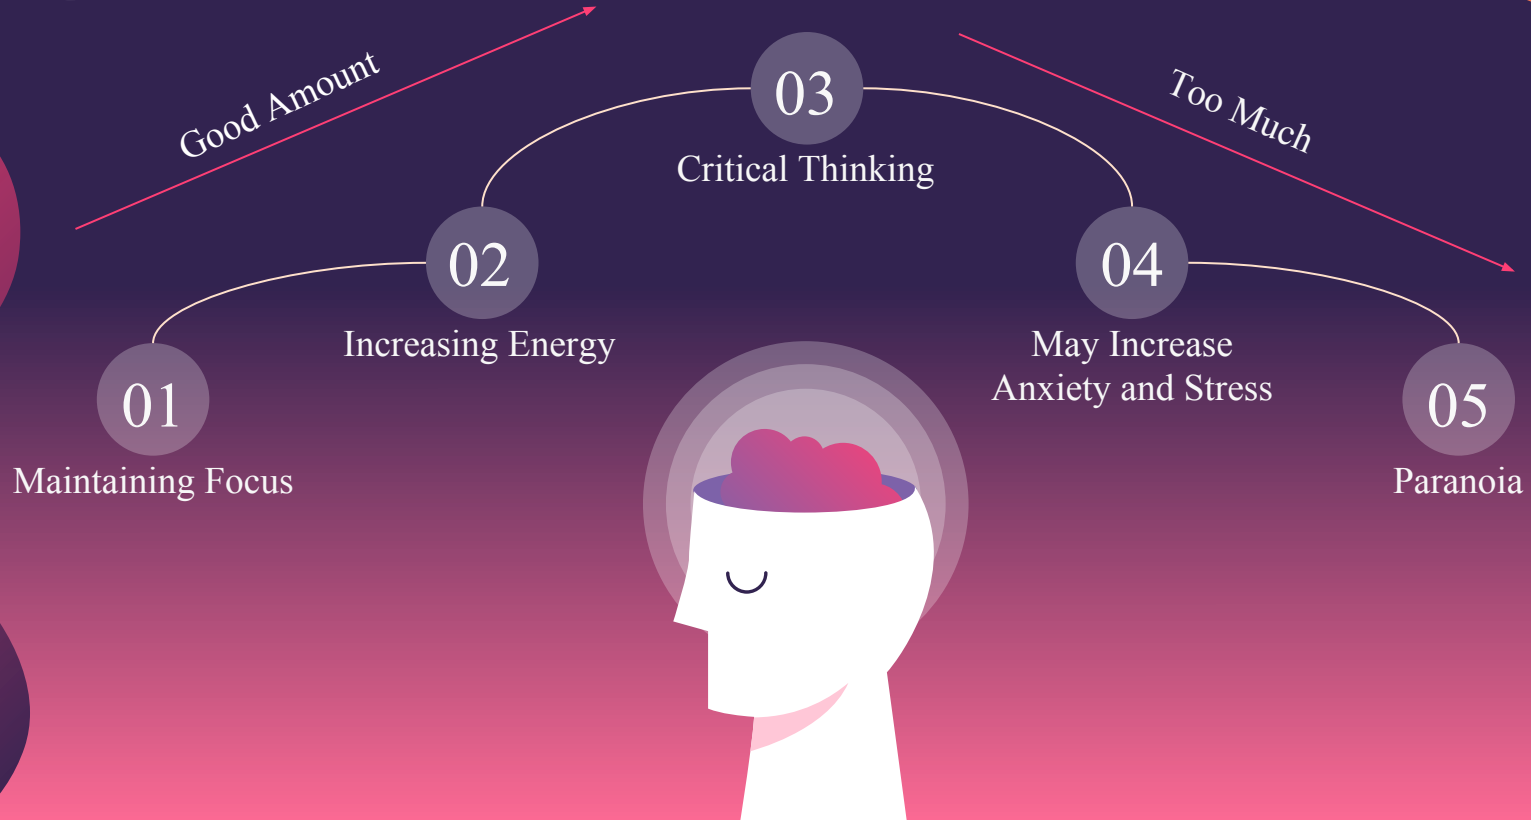 Good Amount
Too Much
01
Maintaining Focus
02
Increasing Energy
03
Critical Thinking
04
May Increase
Anxiety and Stress
05
Paranoia